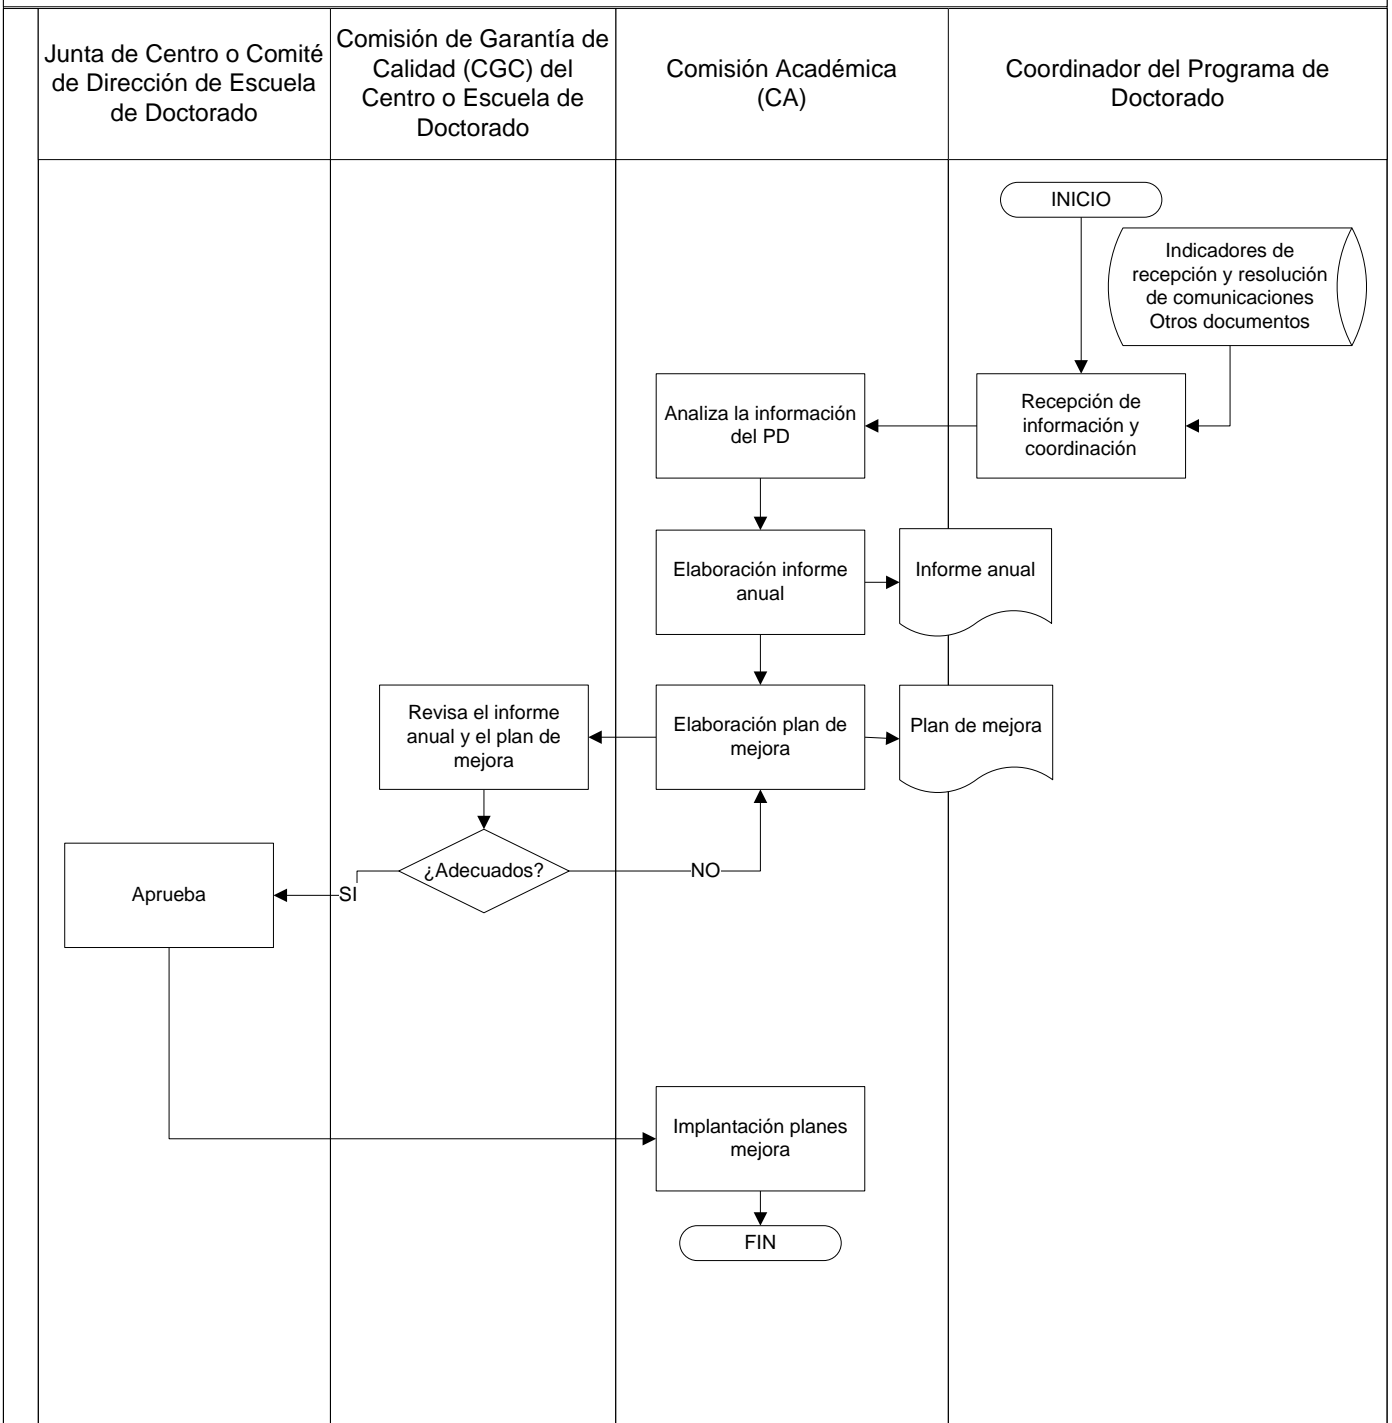 Junta de Centro o Comité
de Dirección de Escuela
de Doctorado
Comisión de Garantía de
Calidad (CGC) del
Centro o Escuela de
Doctorado
Comisión Académica
(CA)
Coordinador del Programa de
Doctorado
INICIO
Indicadores de
recepción y resolución
de comunicaciones
Otros documentos
Recepción de
información y
coordinación
Analiza la información
del PD
Elaboración informe
anual
Informe anual
Elaboración plan de
mejora
Plan de mejora
Revisa el informe
anual y el plan de
mejora
¿Adecuados?
NO
SI
Aprueba
Implantación planes
mejora
FIN